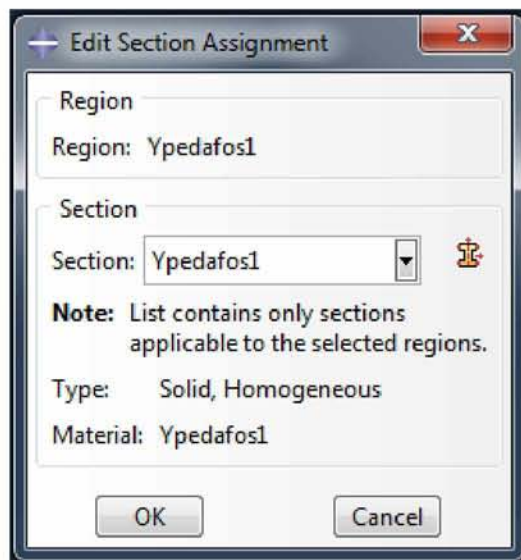 Edit Section Assignment
Region
Region: Ypedafos1
Section
Section: Ypedafos1
Note: List contains only sections
applicable to the selected regions.
Type: Solid, Homogeneous
Material: Ypedafos1
OK Cancel